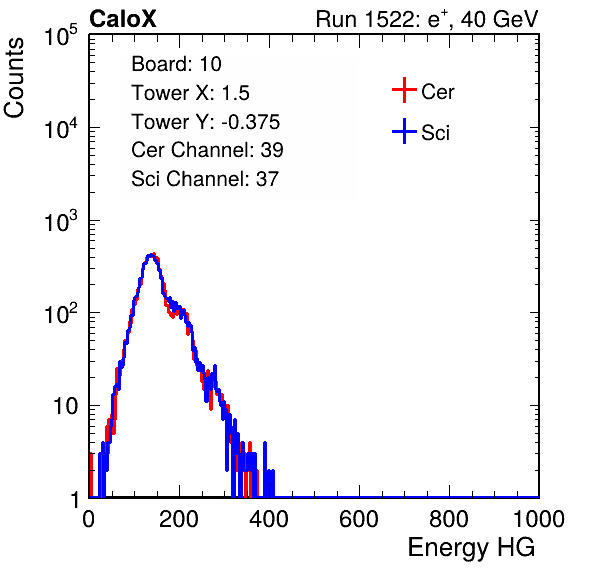 CaloX Run 1522: e⁺, 40 GeV
Board: 10
Tower X: 1.5
Tower Y: -0.375
Cer Channel: 39
Sci Channel: 37
Cer
Sci
Counts
10⁵
10⁴
10³
10²
10
1
0 200 400 600 800 1000
Energy HG